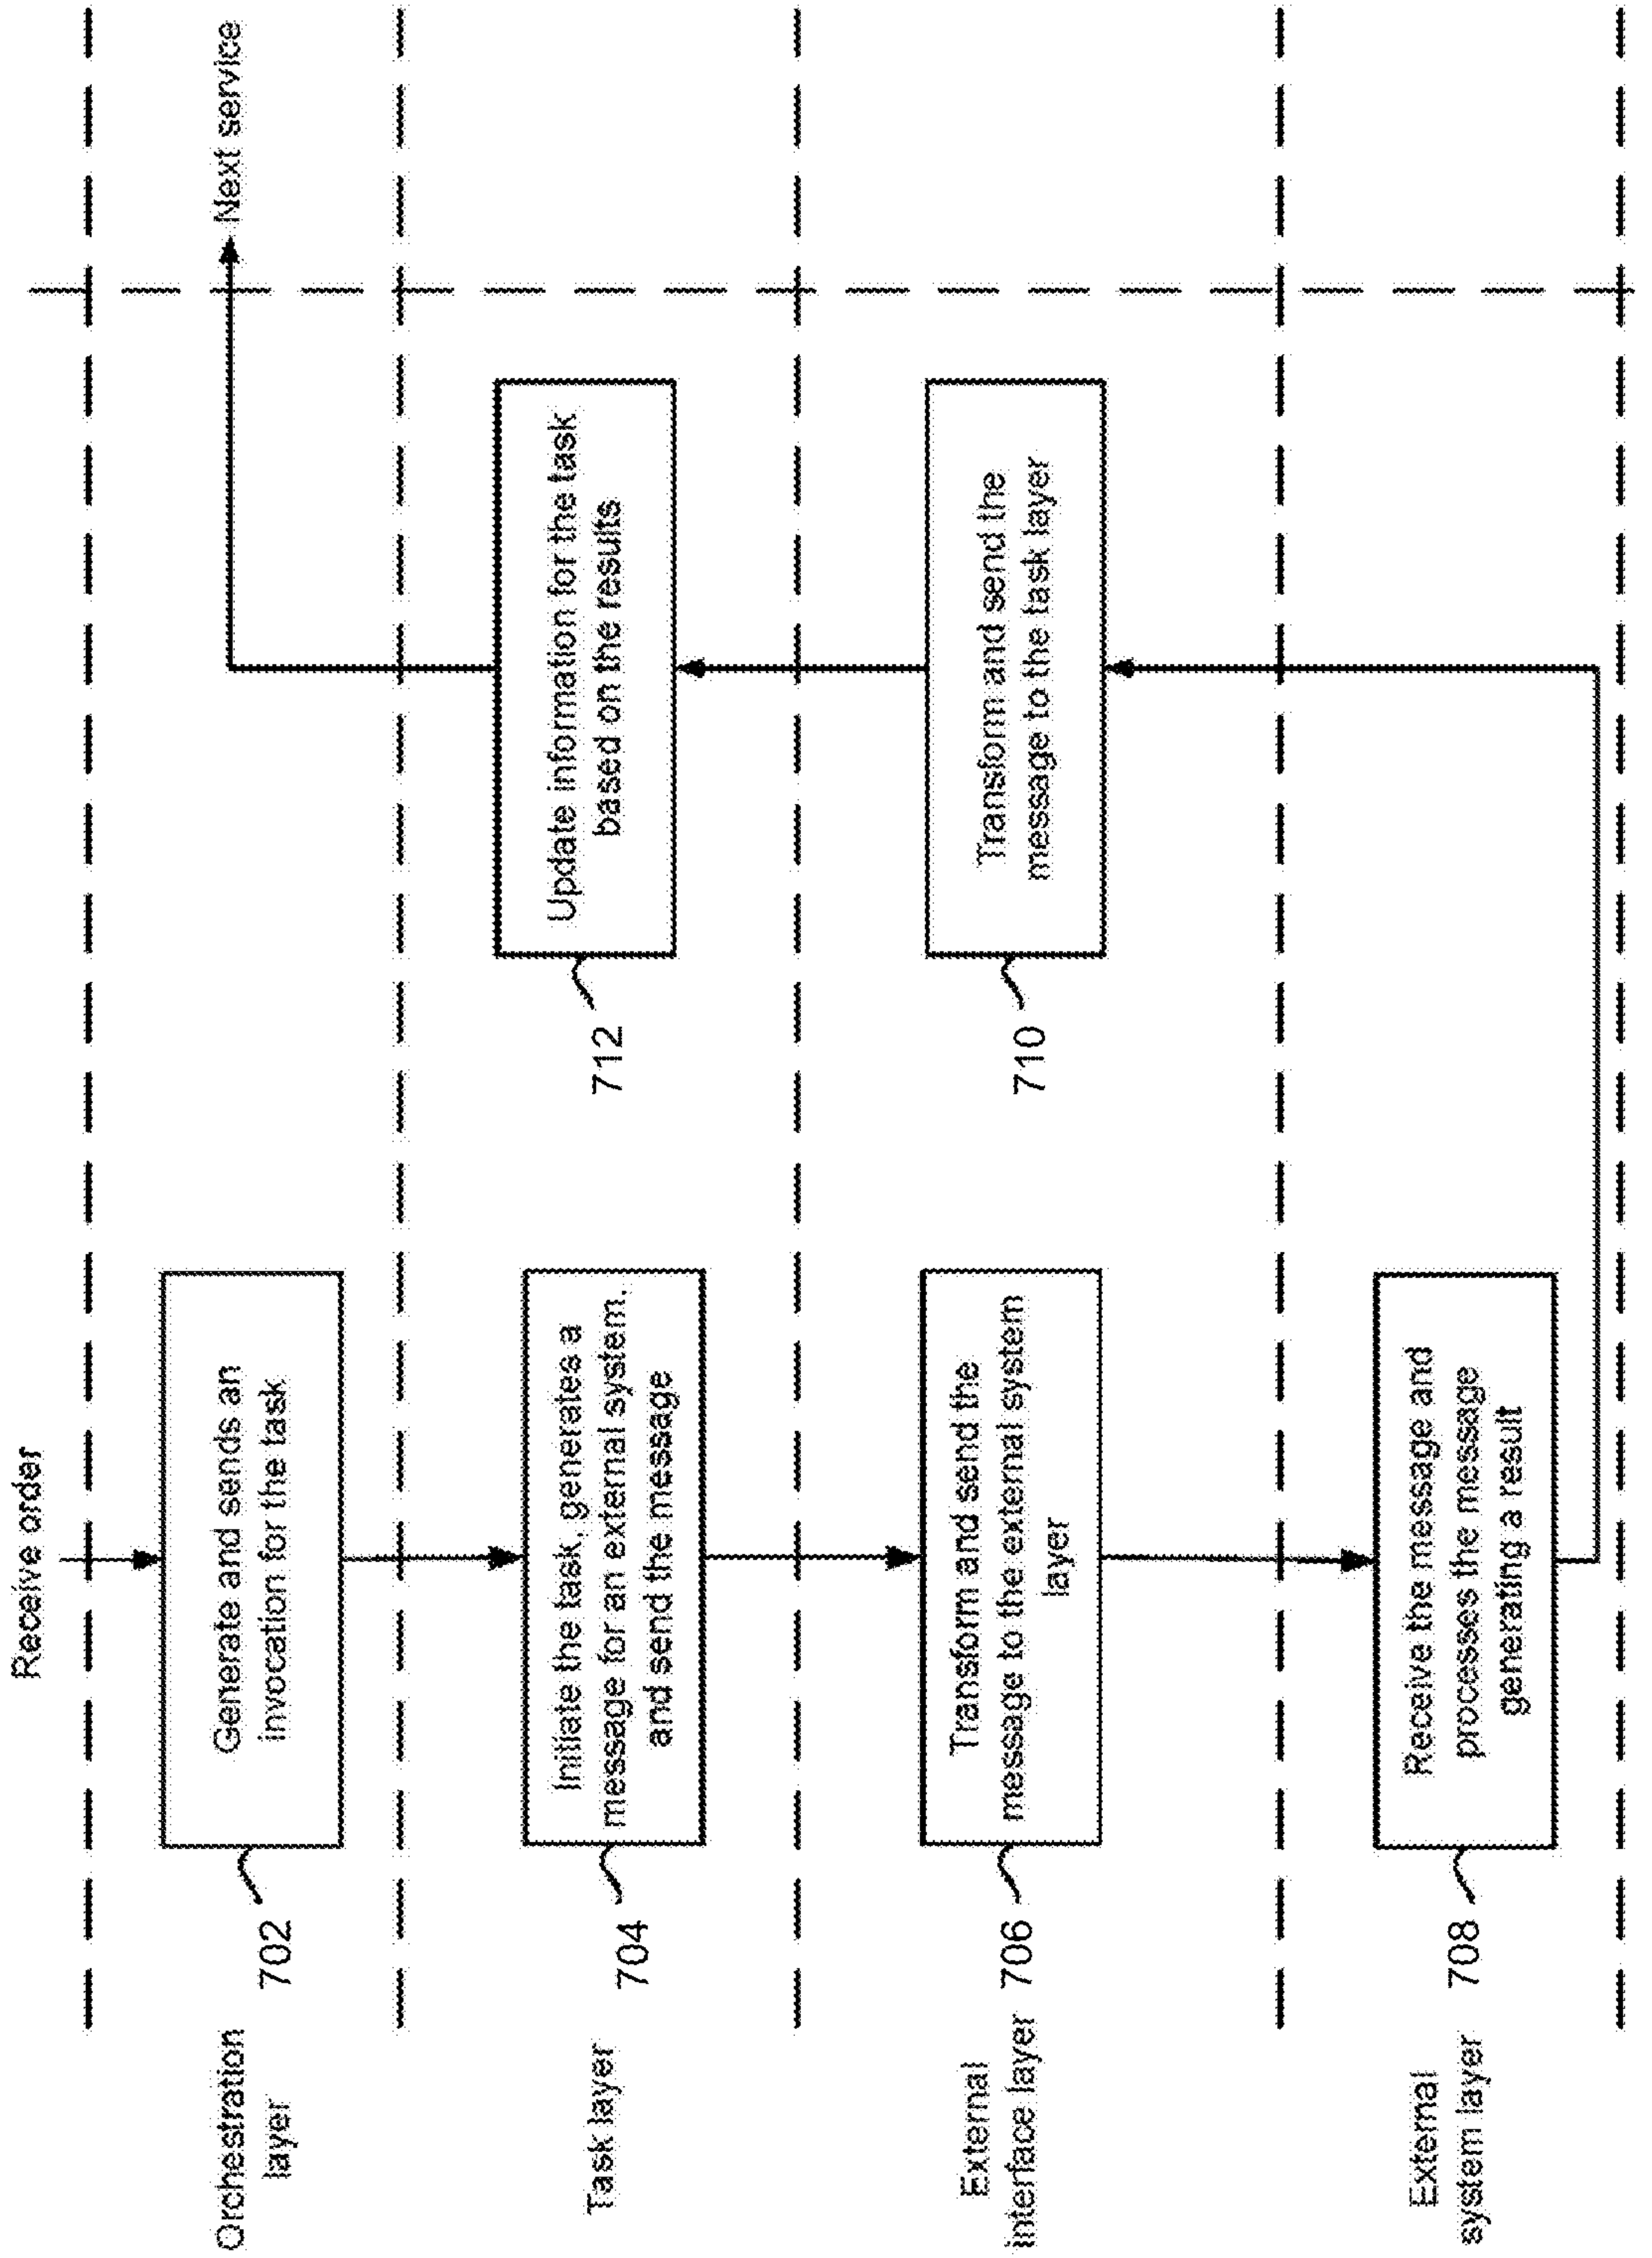 Receive order
Orchestration
layer
702
Generate and sends an
invocation for the task
Next service
Task layer
704
Initiate the task, generates a
message for an external system,
and send the message
712
Update information for the task
based on the results
External
interface layer
706
Transform and send the
message to the external system
layer
710
Transform and send the
message to the task layer
External
system layer
708
Receive the message and
processes the message
generating a result